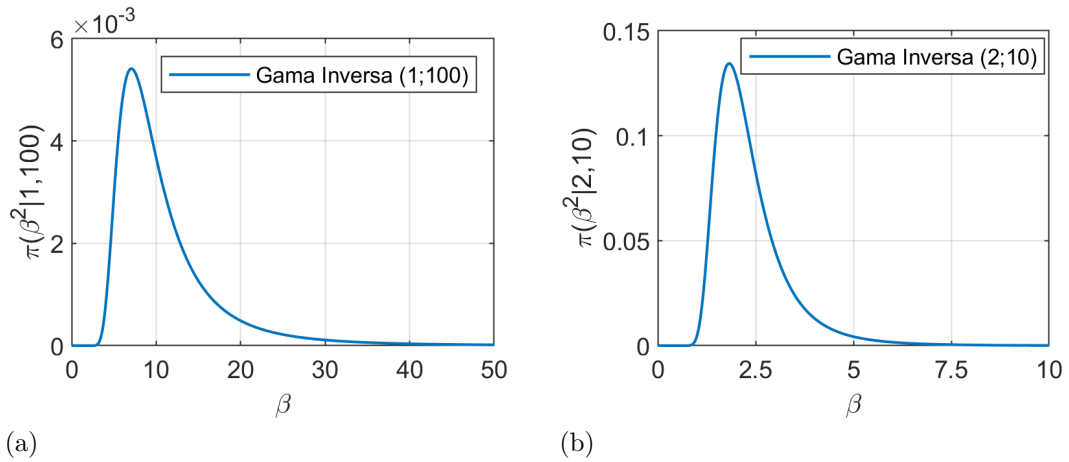 ×10⁻³
6
4
2
0
π(β²|1,100)
Gama Inversa (1;100)
0 10 20 30 40 50
β
(a)
0.15
0.1
0.05
0
π(β²|2,10)
Gama Inversa (2;10)
0 2.5 5 7.5 10
β
(b)